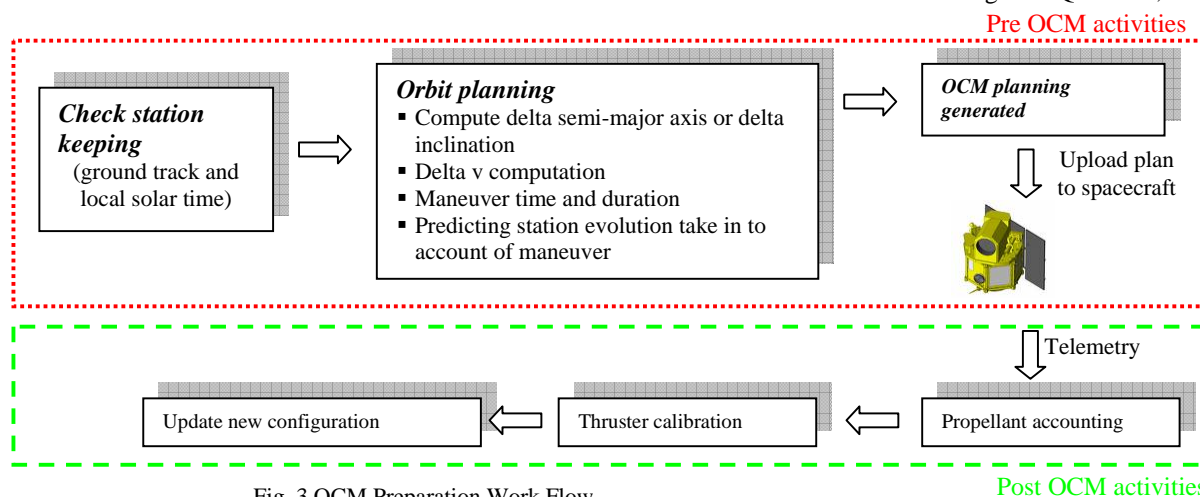 Pre OCM activities
Check station
keeping
(ground track and
local solar time)
Orbit planning
▪ Compute delta semi-major axis or delta
inclination
▪ Delta v computation
▪ Maneuver time and duration
▪ Predicting station evolution take in to
account of maneuver
OCM planning
generated
Upload plan
to spacecraft
Telemetry
Update new configuration
Thruster calibration
Propellant accounting
Post OCM activities
Fig. 3 OCM Preparation Work Flow